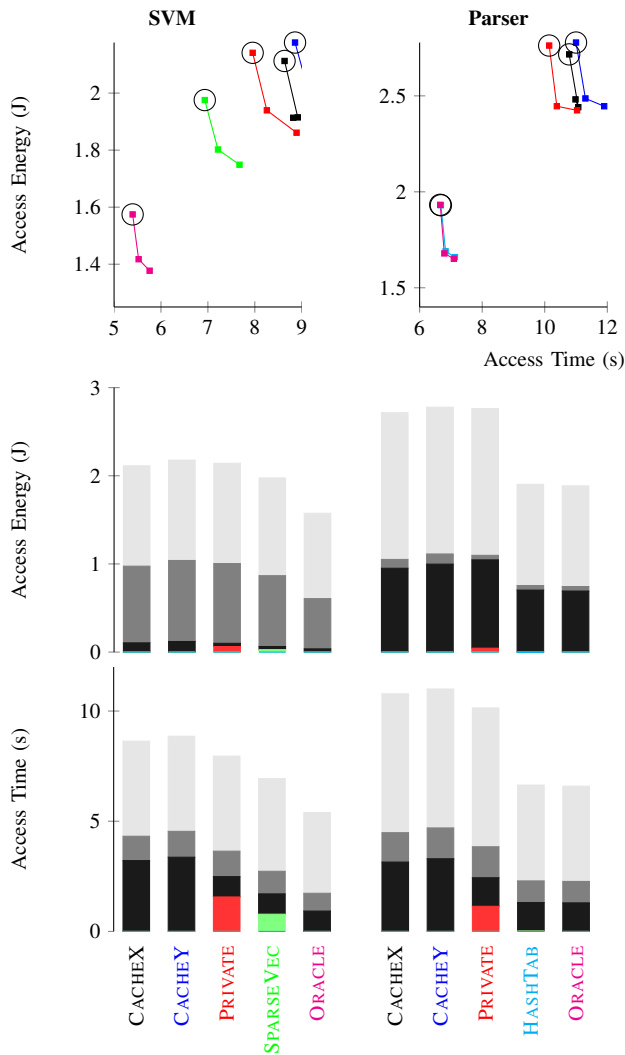 SVM Parser
Access Energy (J)
2
1.8
1.6
1.4
5 6 7 8 9
2.5
2
1.5
6 8 10 12
Access Time (s)
Access Energy (J)
3
2
1
0
Access Time (s)
10
5
0
CACHEX
CACHEY
PRIVATE
SPARSEVEC
ORACLE
CACHEX
CACHEY
PRIVATE
HASHTAB
ORACLE